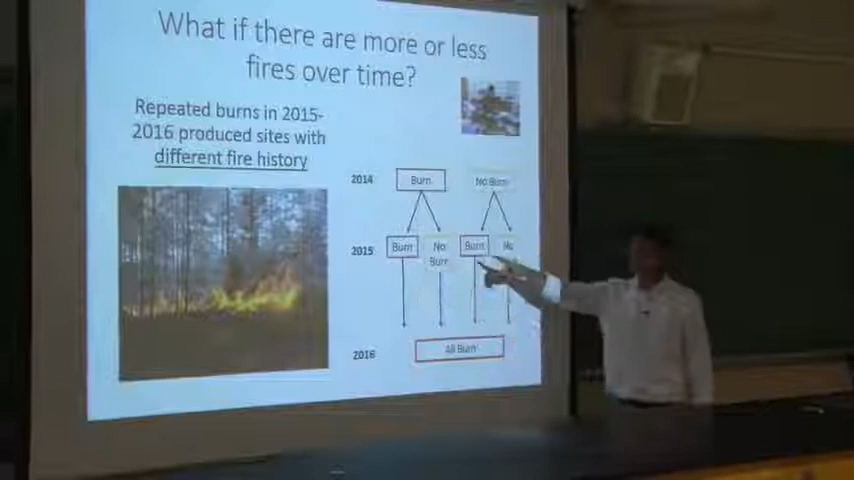 What if there are more or less
fires over time?
Repeated burns in 2015-
2016 produced sites with
different fire history
2014 Burn No Burn
2015 Burn No Burn No
Burn
2016 All Burn